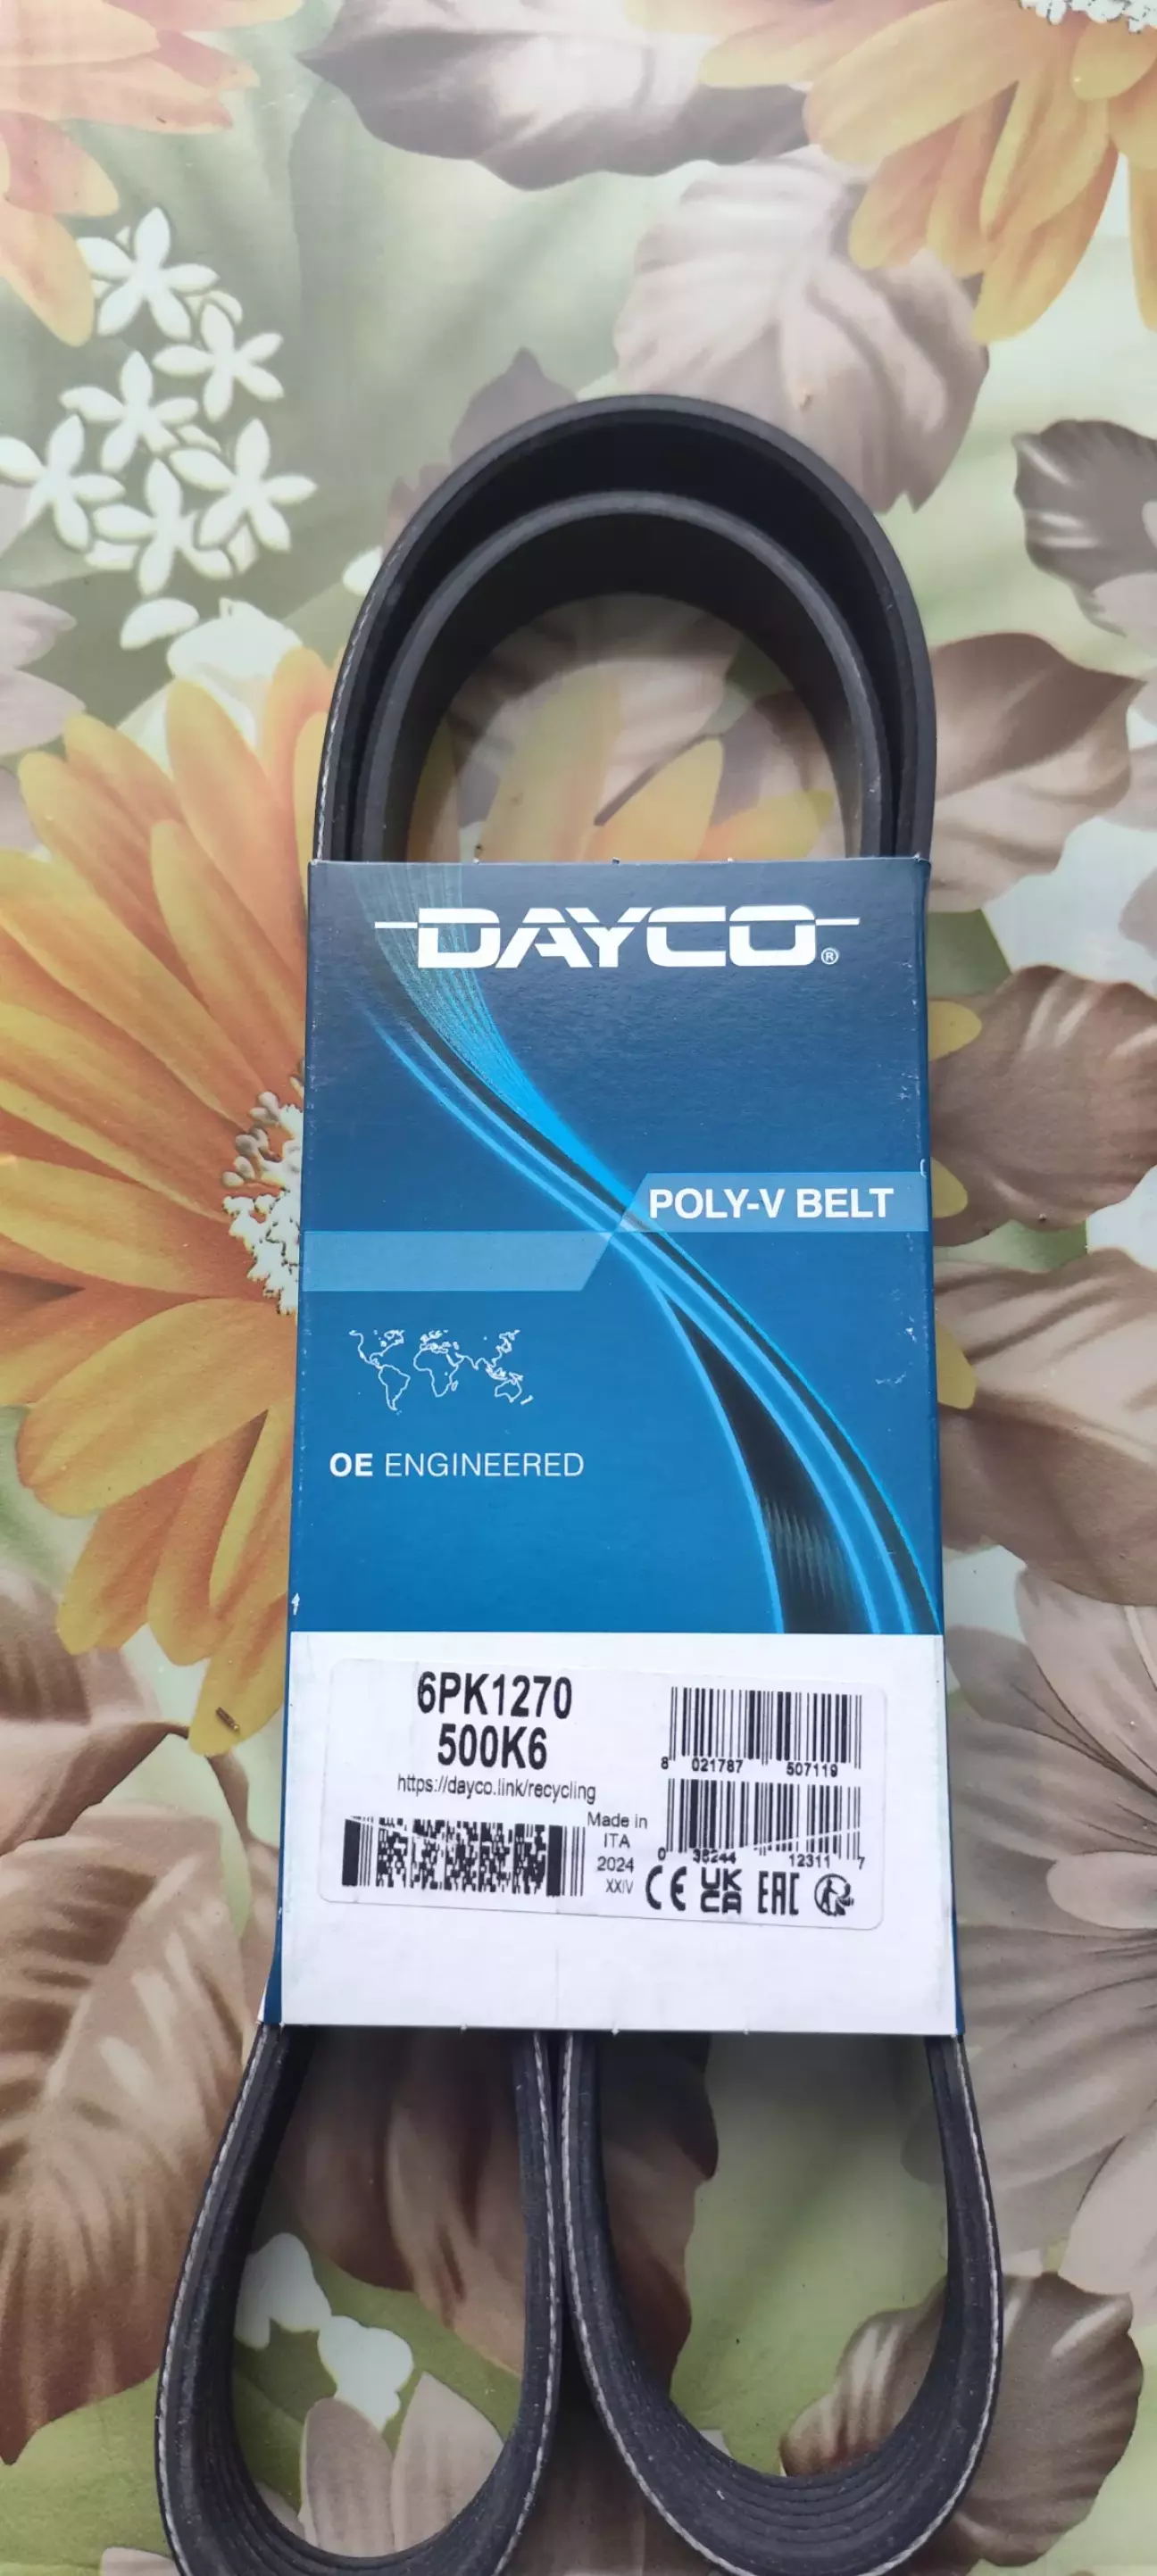 DAYCO®
POLY-V BELT
OE ENGINEERED
6PK1270
500K6
https://dayco.link/recycling
8 021787 507119
Made in
ITA
2024
XXIV
0 38244 12311 7
CE UK CA EAC